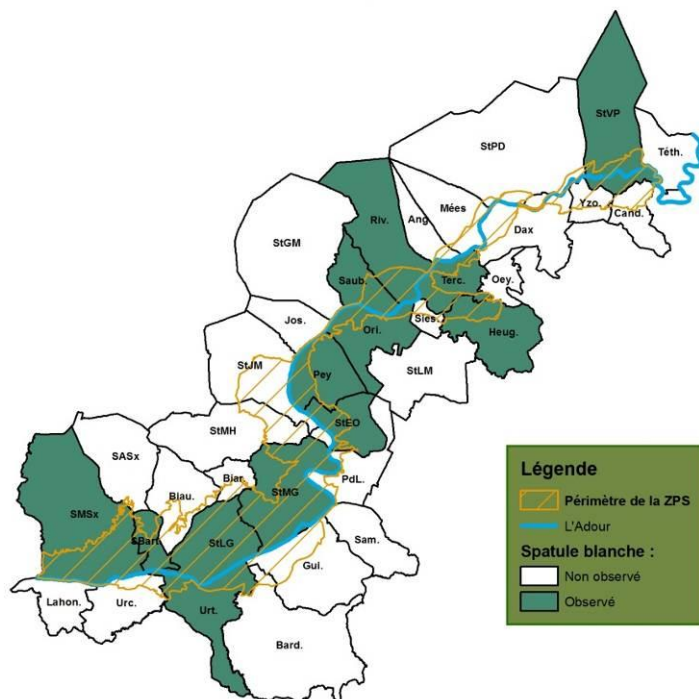 StVP
Téth.
StPD
Yzo.
Cand.
Mées
Ang
Riv.
Dax
StGM
Saub.
Terc.
Oey.
Jos.
Ori.
Sies.
Heug.
StJM
Pey
StLM
StMH
StEO
SASx
Biar
StMG
PdL.
Biau.
SMSx
SBart
StLG
Sam.
Gui.
Lahon.
Urc.
Urt.
Bard.
Légende
Périmètre de la ZPS
L'Adour
Spatule blanche :
Non observé
Observé